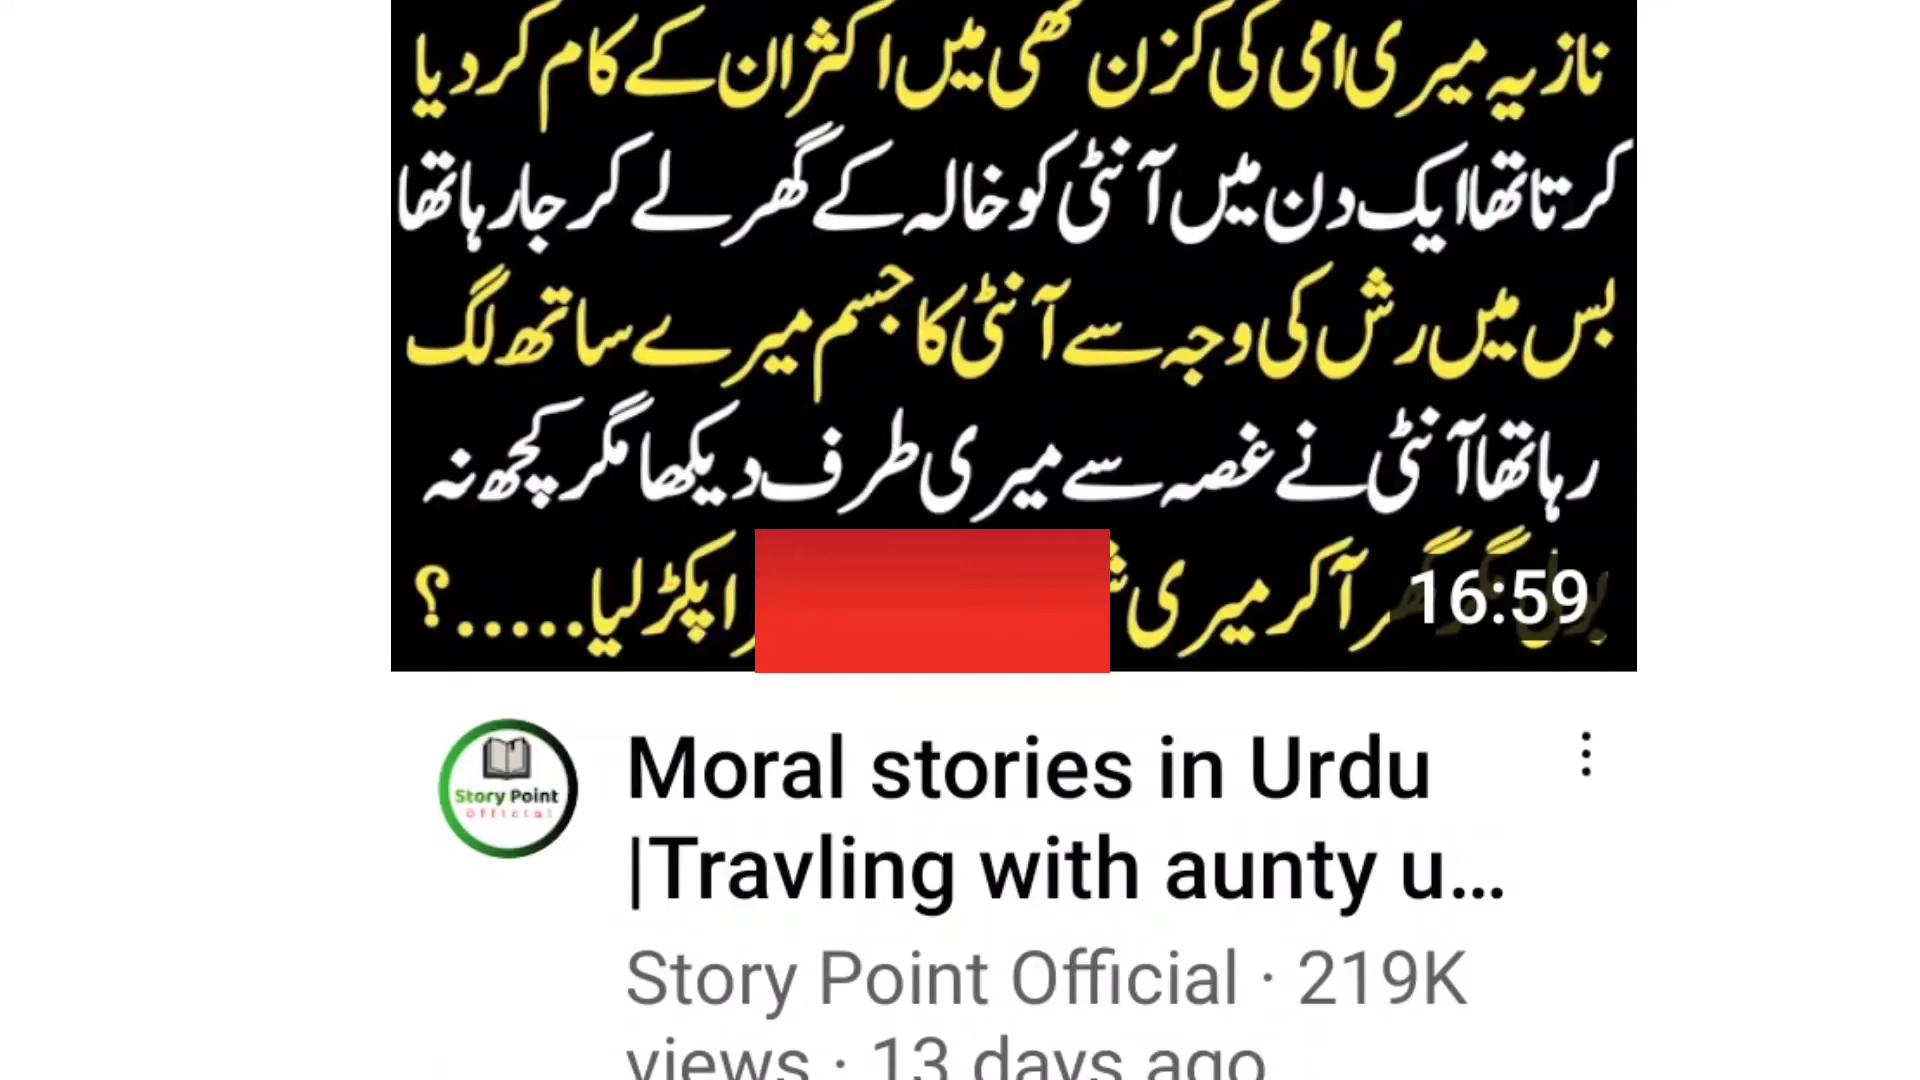 نازیہ میری امی کی کزن تھی میں اکثر ان کے کام کر دیا
کرتا تھا ایک دن میں آنٹی کو خالہ کے گھر لے کر جا رہا تھا
بس میں رش کی وجہ سے آنٹی کا جسم میرے ساتھ لگ
رہا تھا آنٹی نے غصہ سے میری طرف دیکھا مگر کچھ نہ
آکر میری پکڑ لیا.....؟
16:59
Story Point
Official
Moral stories in Urdu
|Travling with aunty u...
Story Point Official · 219K
views · 13 days ago